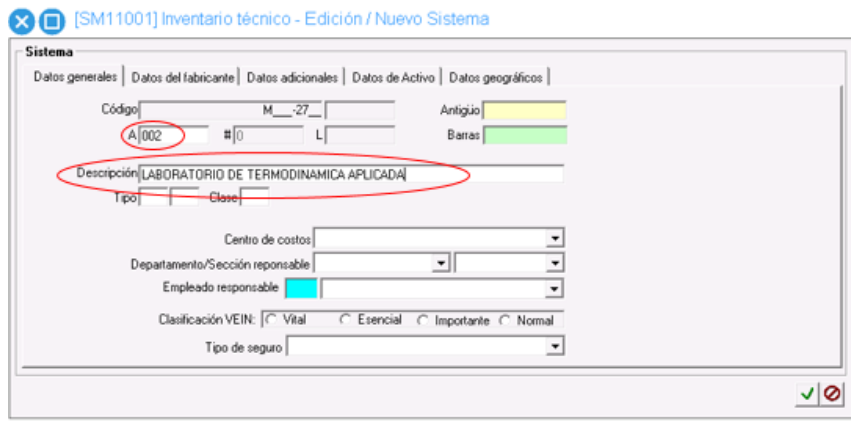 [SM11001] Inventario técnico - Edición / Nuevo Sistema
Sistema
Datos generales Datos del fabricante Datos adicionales Datos de Activo Datos geográficos
Código M___-27__ Antigüo
A 002 # 0 L Barras
Descripción LABORATORIO DE TERMODINAMICA APLICADA
Tipo Clase
Centro de costos
Departamento/Sección reponsable
Empleado responsable
Clasificación VEIN: Vital Esencial Importante Normal
Tipo de seguro